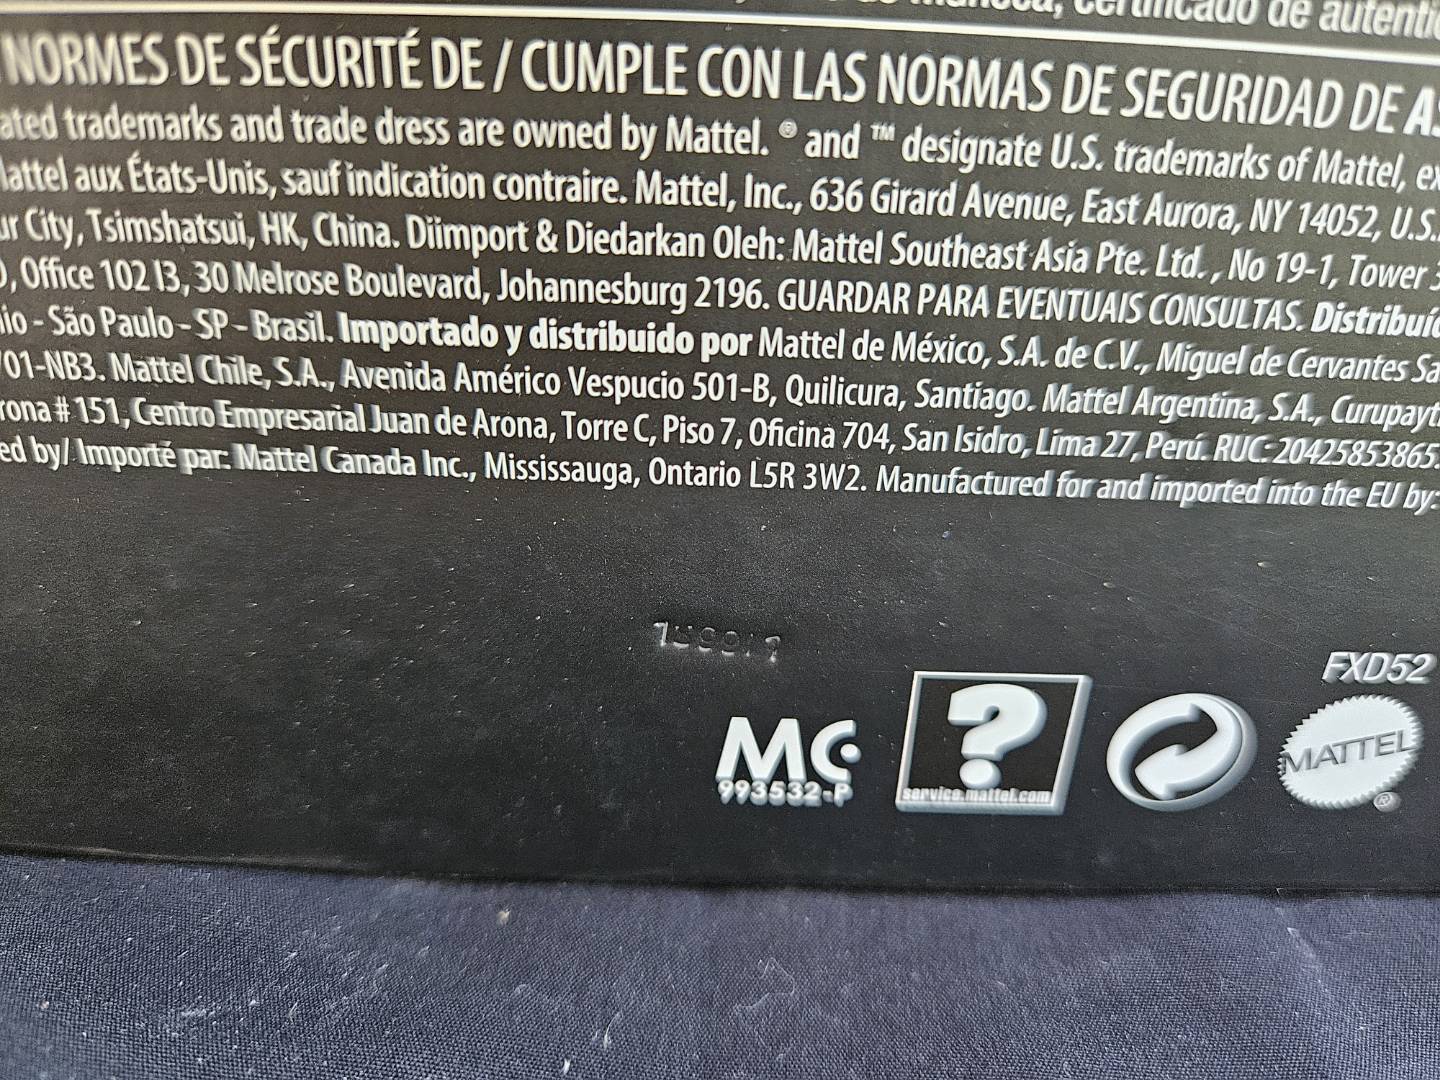 certificado de
NORMES DE SÉCURITÉ DE / CUMPLE CON LAS NORMAS DE SEGURIDAD DE
trademarks and trade dress are owned by Mattel. ® and ™ designate U.S. trademarks of Mattel,
aux États-Unis, sauf indication contraire. Mattel, Inc., 636 Girard Avenue, East Aurora, NY 14052, U.S.
City, Tsimshatsui, HK, China. Diimport & Diedarkan Oleh: Mattel Southeast Asia Pte. Ltd. , No 19-1, Tower
Office 102 I3, 30 Melrose Boulevard, Johannesburg 2196. GUARDAR PARA EVENTUAIS CONSULTAS.
- São Paulo - SP - Brasil. Importado y distribuido por Mattel de México, S.A. de C.V., Miguel de Cervantes
01-NB3. Mattel Chile, S.A., Avenida Américo Vespucio 501-B, Quilicura, Santiago. Mattel Argentina, S.A.,
# 151, Centro Empresarial Juan de Arona, Torre C, Piso 7, Oficina 704, San Isidro, Lima 27, Perú. RUC: 20425853865.
by/ Importé par: Mattel Canada Inc., Mississauga, Ontario L5R 3W2. Manufactured for and imported into the EU by:
FXD52
MC
993532-P
?
service.mattel.com
MATTEL
®